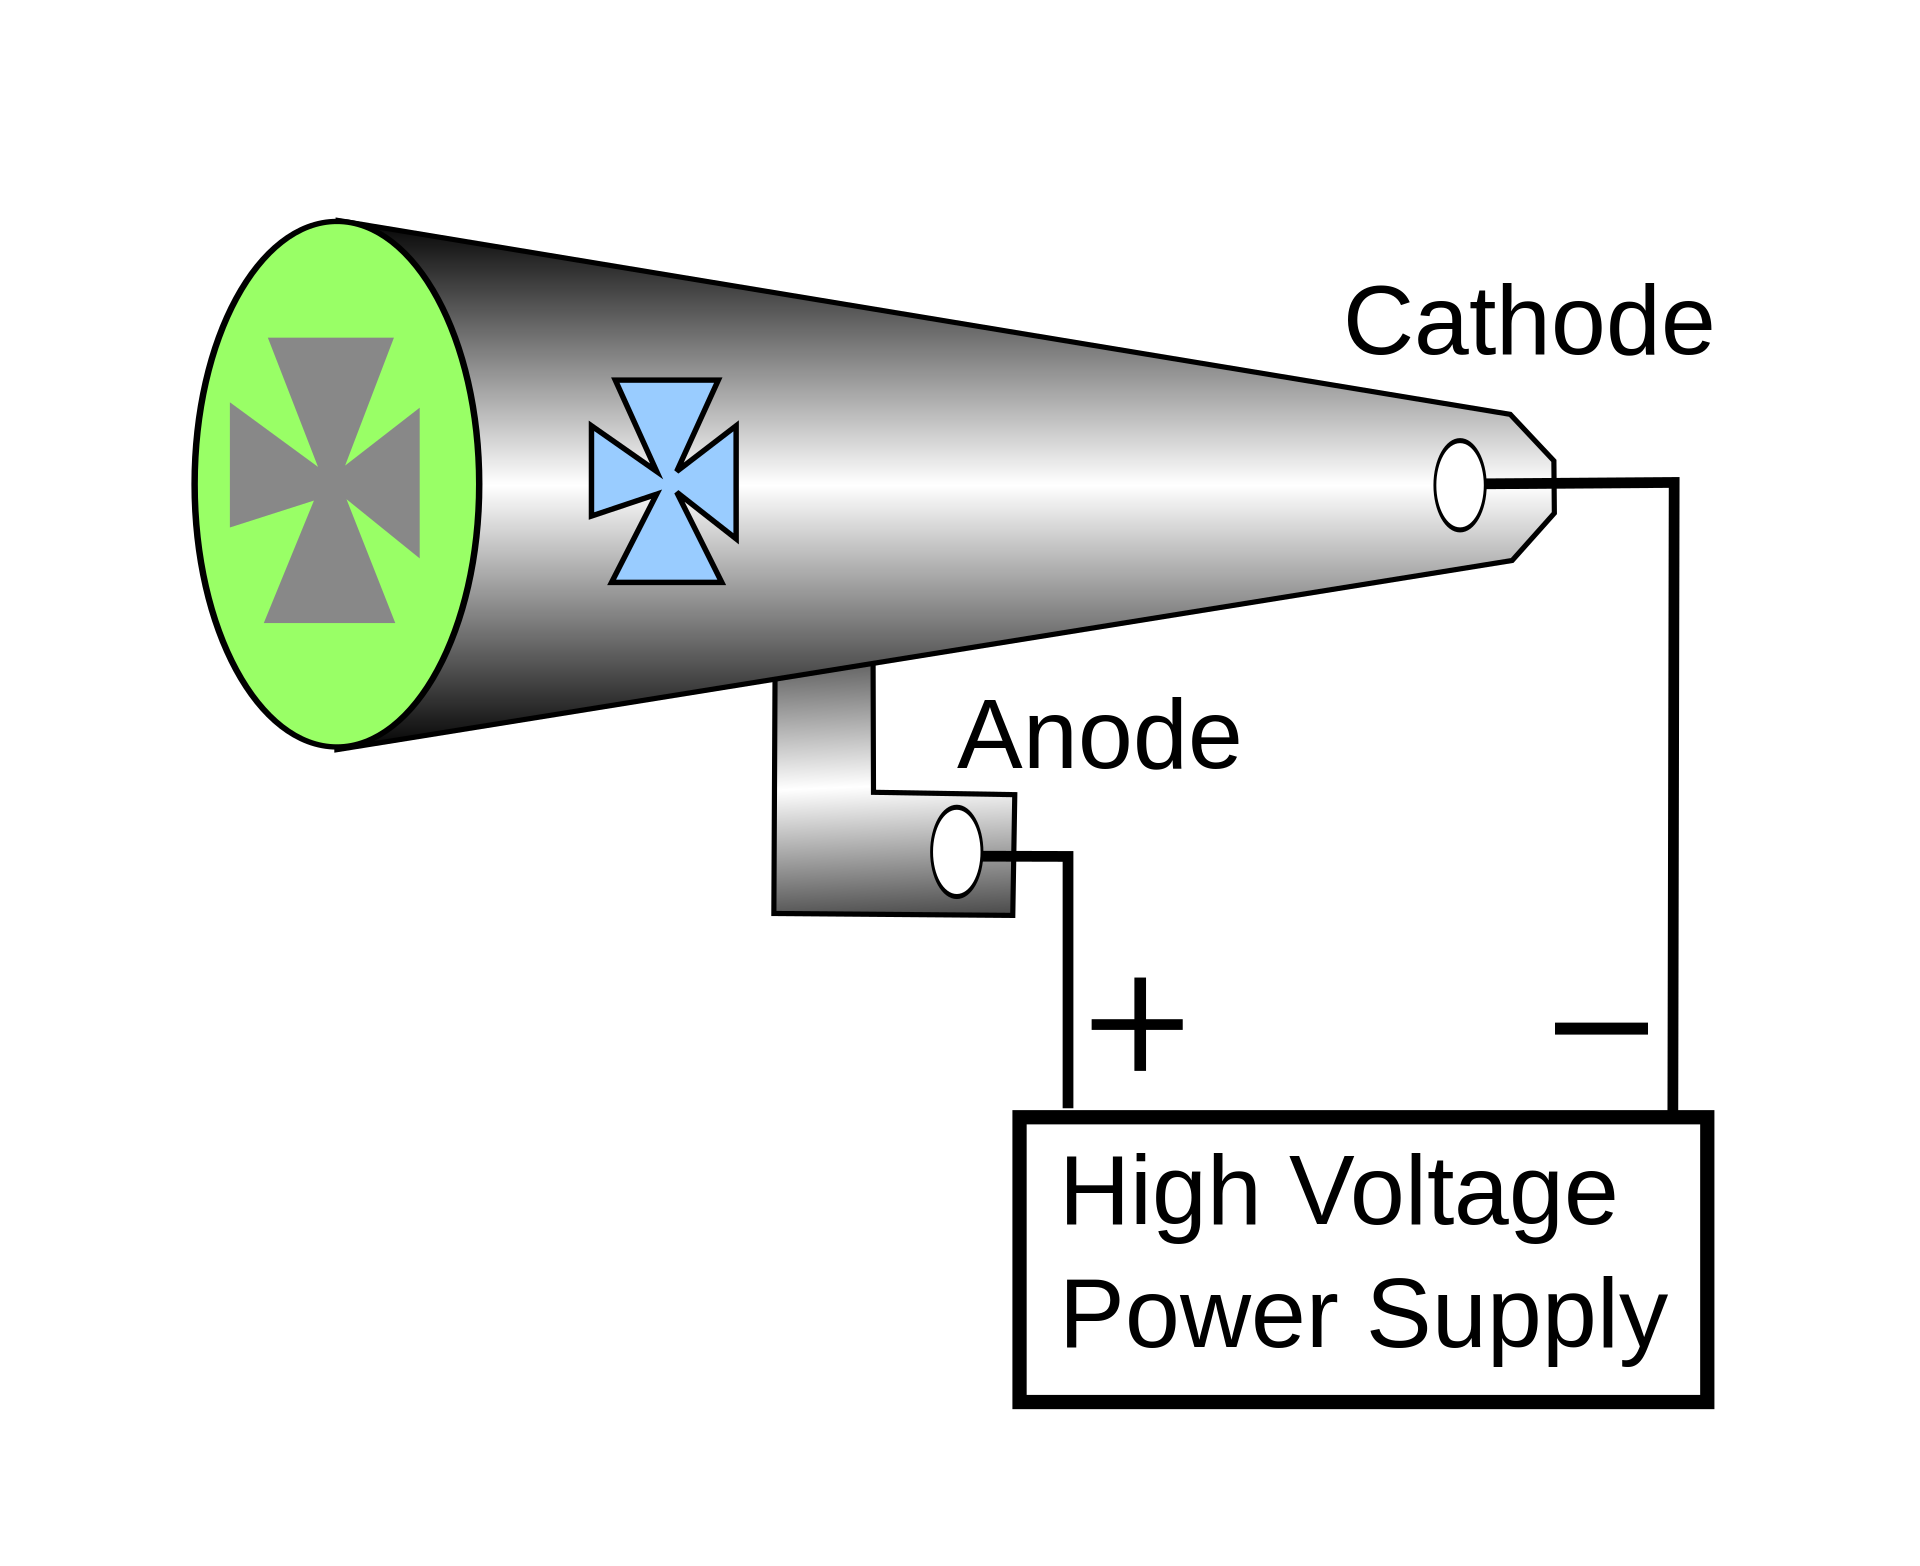 Cathode
Anode
+ −
High Voltage
Power Supply